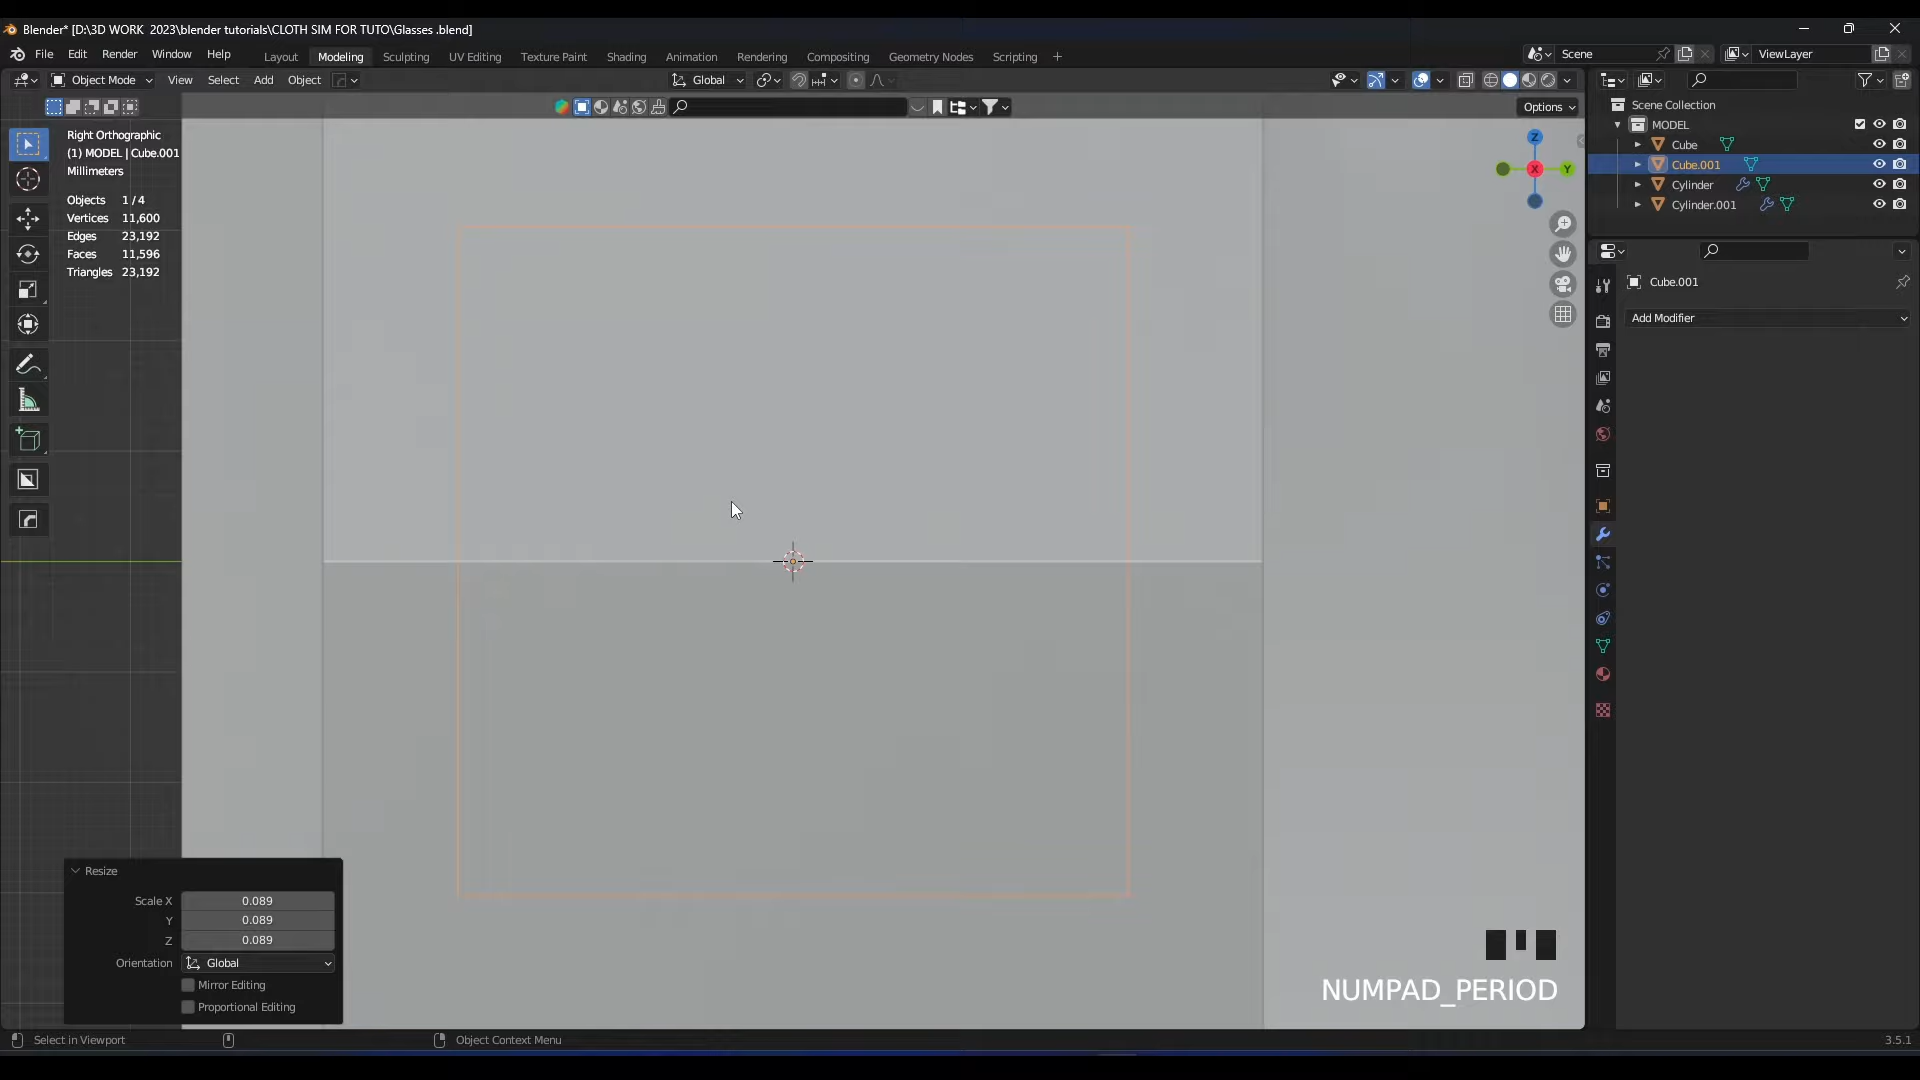 Blender* [D:\3D WORK 2023\blender tutorials\CLOTH SIM FOR TUTO\Glasses .blend]
File Edit Render Window Help
Layout Modeling Sculpting UV Editing Texture Paint Shading Animation Rendering Compositing Geometry Nodes Scripting +
Scene
ViewLayer
Object Mode View Select Add Object
Global
Options
Right Orthographic
(1) MODEL | Cube.001
Millimeters
Objects 1/4
Vertices 11,600
Edges 23,192
Faces 11,596
Triangles 23,192
Z
X
Y
Scene Collection
MODEL
Cube
Cube.001
Cylinder
Cylinder.001
Cube.001
Add Modifier
Resize
Scale X 0.089
Y 0.089
Z 0.089
Orientation Global
Mirror Editing
Proportional Editing
NUMPAD_PERIOD
Select in Viewport
Object Context Menu
3.5.1